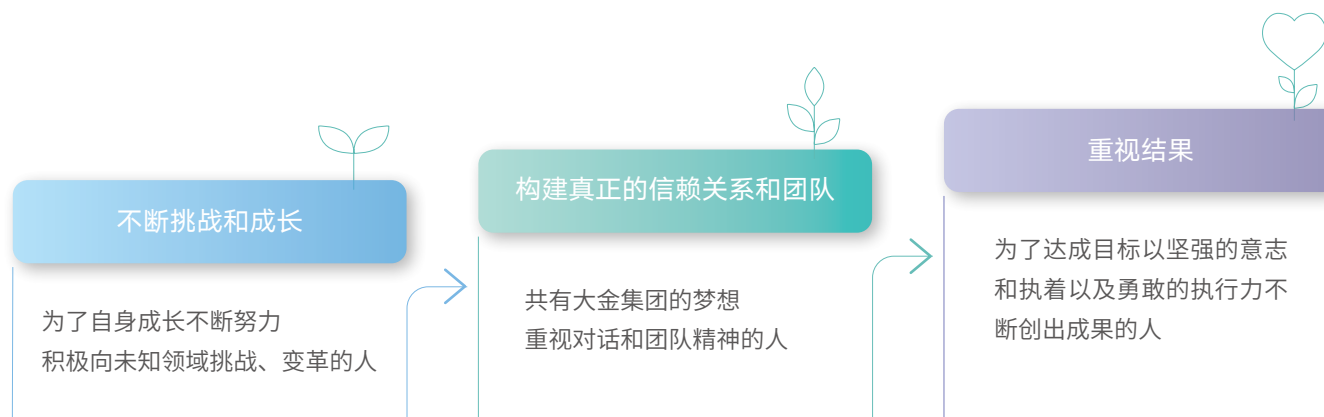 不断挑战和成长
为了自身成长不断努力
积极向未知领域挑战、变革的人
构建真正的信赖关系和团队
共有大金集团的梦想
重视对话和团队精神的人
重视结果
为了达成目标以坚强的意志
和执着以及勇敢的执行力不
断创出成果的人